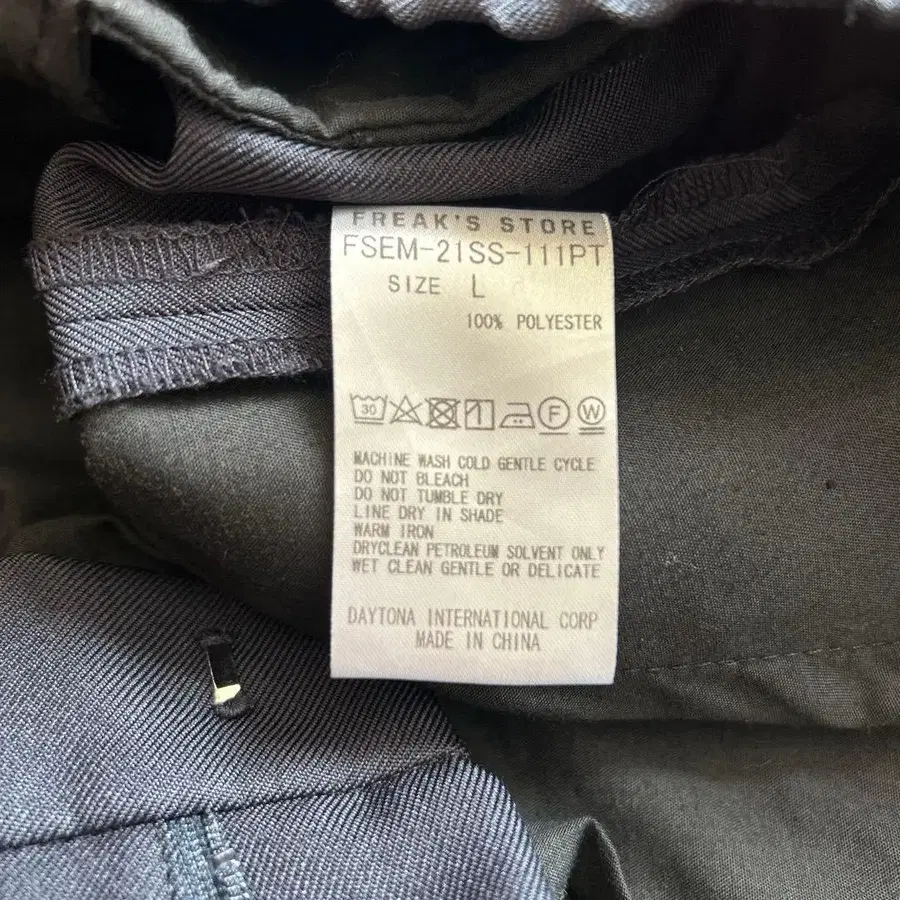 FREAK'S STORE
FSEM-21SS-111PT
SIZE L
100% POLYESTER
30 F W
MACHINE WASH COLD GENTLE CYCLE
DO NOT BLEACH
DO NOT TUMBLE DRY
LINE DRY IN SHADE
WARM IRON
DRYCLEAN PETROLEUM SOLVENT ONLY
WET CLEAN GENTLE OR DELICATE
DAYTONA INTERNATIONAL CORP
MADE IN CHINA